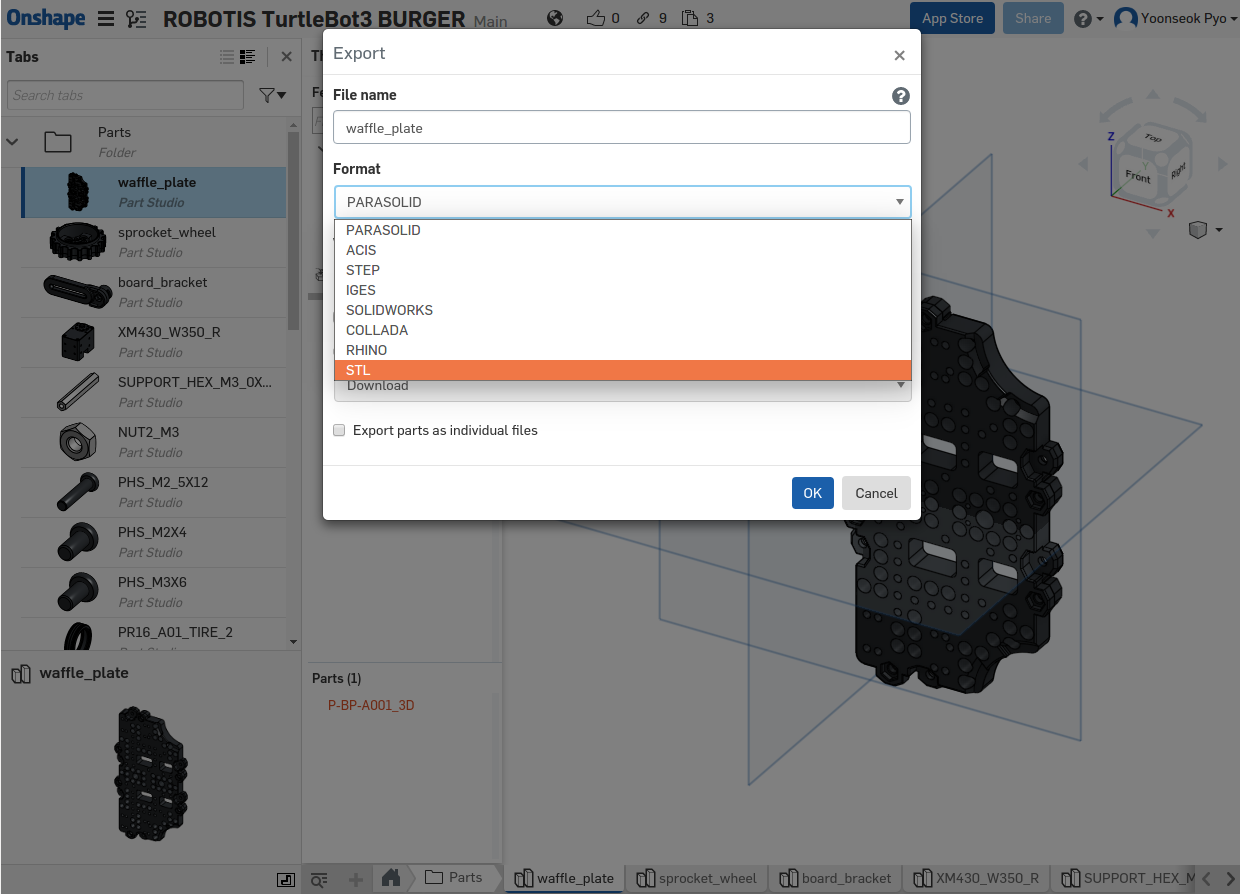 Onshape
ROBOTIS TurtleBot3 BURGER Main
0
9
3
App Store
Share
Yoonseok Pyo
Tabs
Search tabs
Parts
Folder
waffle_plate
Part Studio
sprocket_wheel
Part Studio
board_bracket
Part Studio
XM430_W350_R
Part Studio
SUPPORT_HEX_M3_0X...
Part Studio
NUT2_M3
Part Studio
PHS_M2_5X12
Part Studio
PHS_M2X4
Part Studio
PHS_M3X6
Part Studio
PR16_A01_TIRE_2
waffle_plate
Export
File name
waffle_plate
Format
PARASOLID
PARASOLID
ACIS
STEP
IGES
SOLIDWORKS
COLLADA
RHINO
STL
Download
Export parts as individual files
OK
Cancel
Z
Top
Y
Front
Right
X
Parts (1)
P-BP-A001_3D
Parts
waffle_plate
sprocket_wheel
board_bracket
XM430_W350_R
SUPPORT_HEX_M